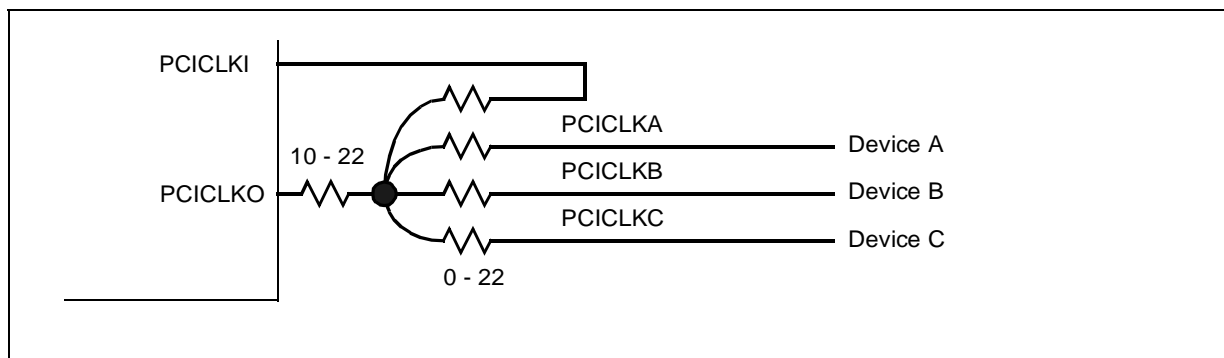 PCICLKI
PCICLKA
Device A
10 - 22
PCICLKB
PCICLKO
Device B
PCICLKC
Device C
0 - 22